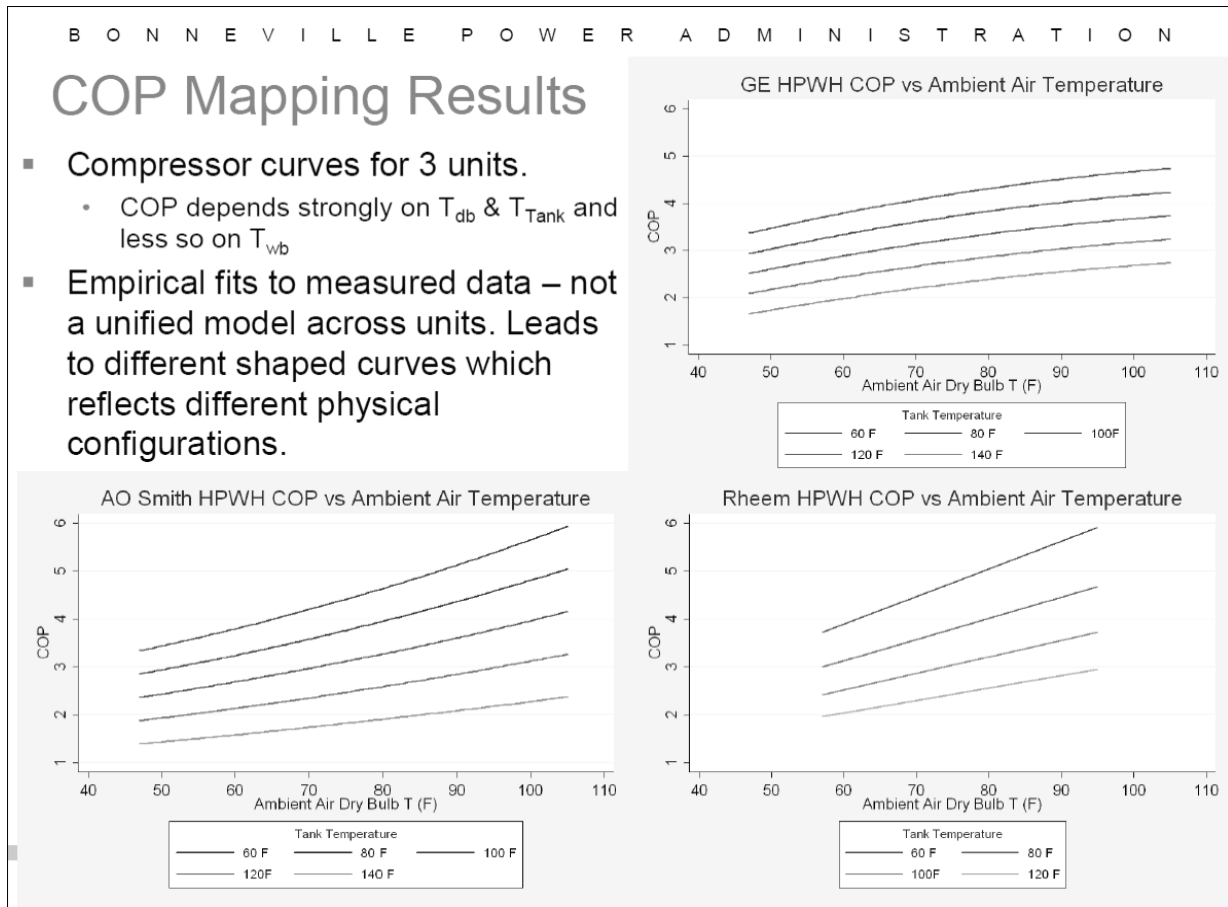 BONNEVILLE POWER ADMINISTRATION
COP Mapping Results
▪ Compressor curves for 3 units.
• COP depends strongly on Tdb & TTank and
less so on Twb
▪ Empirical fits to measured data – not
a unified model across units. Leads
to different shaped curves which
reflects different physical
configurations.
GE HPWH COP vs Ambient Air Temperature
COP
6
5
4
3
2
1
40 50 60 70 80 90 100 110
Ambient Air Dry Bulb T (F)
Tank Temperature
60 F 80 F 100F
120 F 140 F
AO Smith HPWH COP vs Ambient Air Temperature
COP
6
5
4
3
2
1
40 50 60 70 80 90 100 110
Ambient Air Dry Bulb T (F)
Tank Temperature
60 F 80 F 100 F
120F 140 F
Rheem HPWH COP vs Ambient Air Temperature
COP
6
5
4
3
2
1
40 50 60 70 80 90 100 110
Ambient Air Dry Bulb T (F)
Tank Temperature
60 F 80 F
100F 120 F